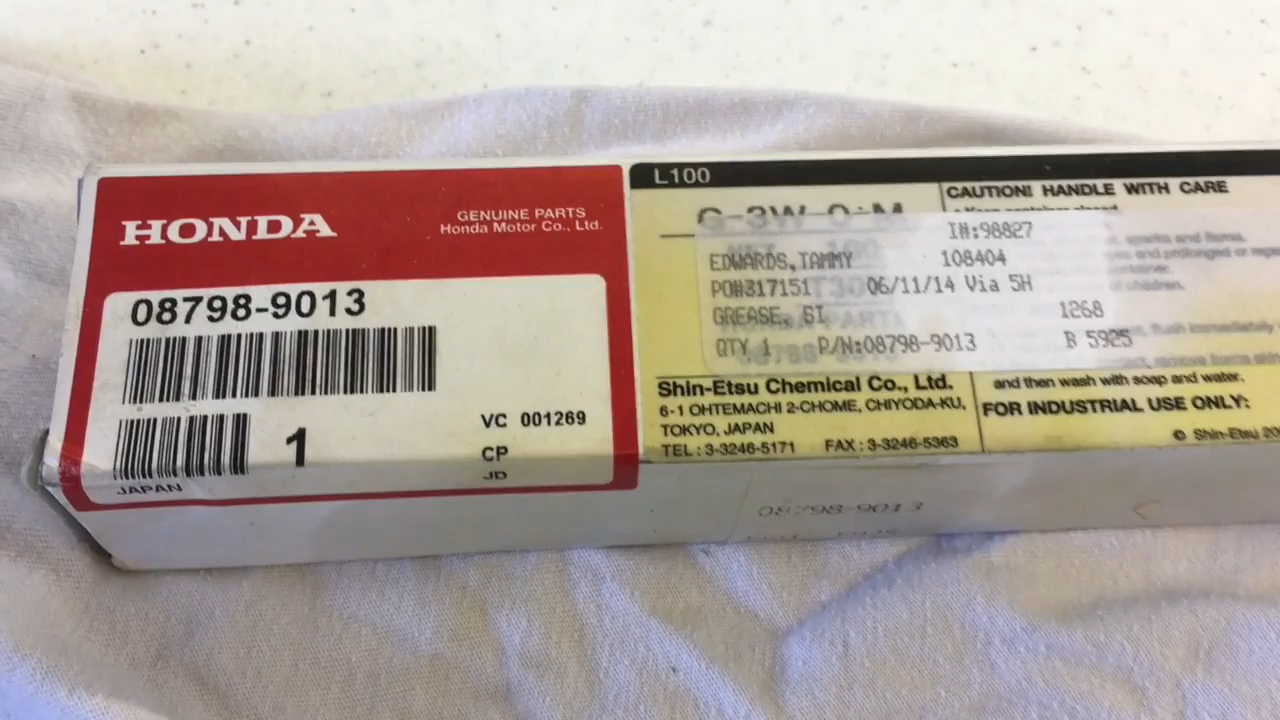 HONDA
GENUINE PARTS
Honda Motor Co., Ltd.
08798-9013
1
VC 001269
CP
JD
JAPAN
L100
CAUTION! HANDLE WITH CARE
I#:98827
EDWARDS,TAMMY 108404
PO#317151 06/11/14 Via 5H
GREASE, 1268
QTY 1 P/N:08798-9013 B 5925
Shin-Etsu Chemical Co., Ltd.
6-1 OHTEMACHI 2-CHOME, CHIYODA-KU,
TOKYO, JAPAN
TEL : 3-3246-5171 FAX : 3-3246-5363
and then wash with soap and water.
FOR INDUSTRIAL USE ONLY:
© Shin-Etsu
08798-9013